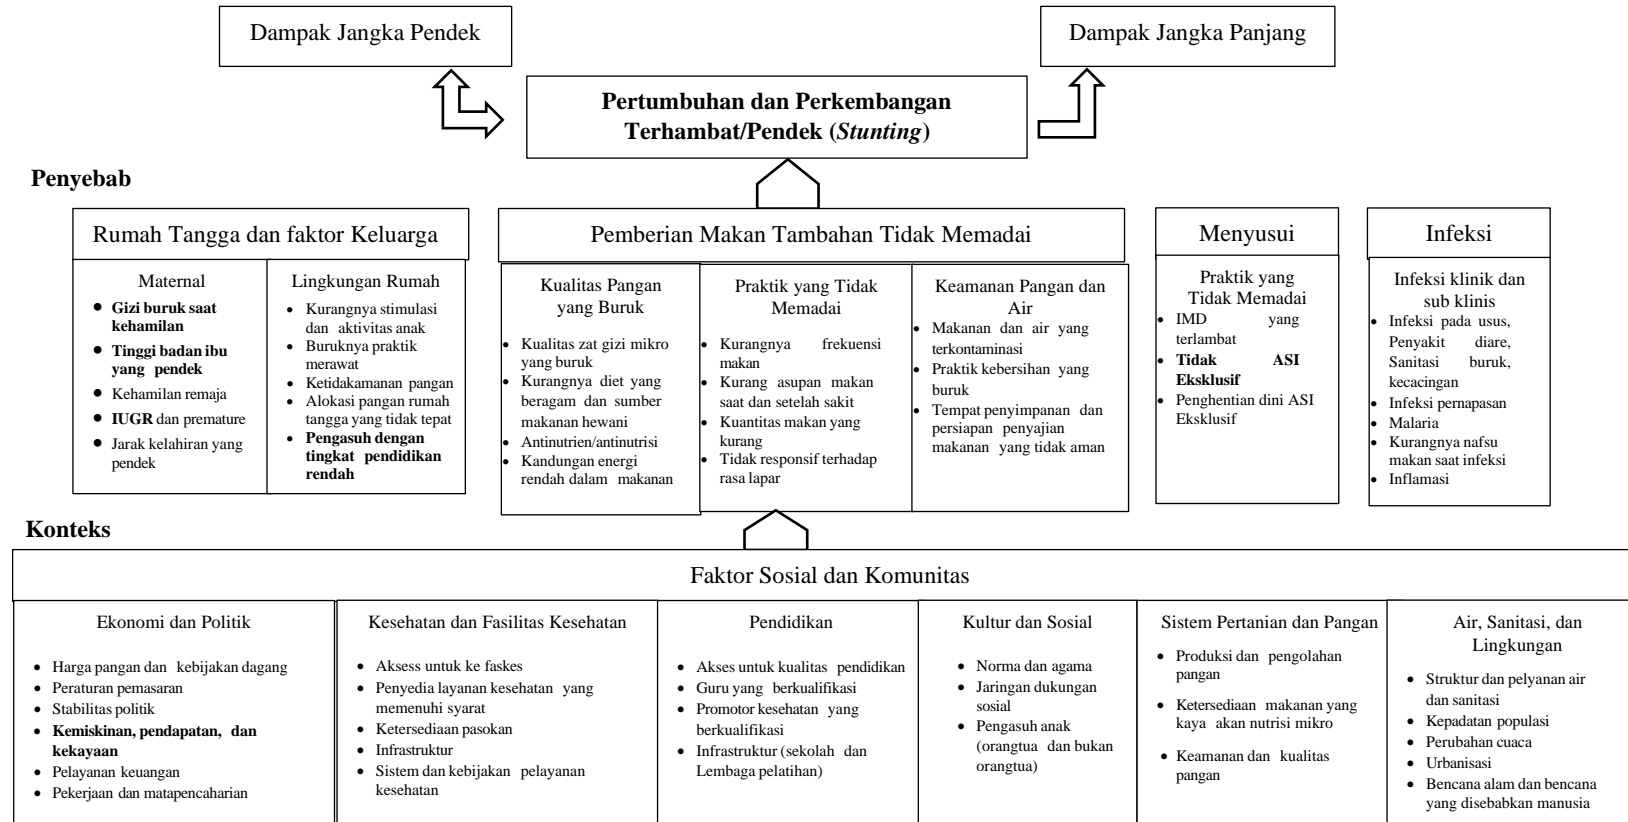 Dampak Jangka Pendek
Dampak Jangka Panjang
Pertumbuhan dan Perkembangan
Terhambat/Pendek (Stunting)
Penyebab
Rumah Tangga dan faktor Keluarga
Maternal
• Gizi buruk saat
kehamilan
• Tinggi badan ibu
yang pendek
• Kehamilan remaja
• IUGR dan premature
• Jarak kelahiran yang
pendek
Lingkungan Rumah
• Kurangnya stimulasi
dan aktivitas anak
• Buruknya praktik
merawat
• Ketidakamanan pangan
• Alokasi pangan rumah
tangga yang tidak tepat
• Pengasuh dengan
tingkat pendidikan
rendah
Pemberian Makan Tambahan Tidak Memadai
Kualitas Pangan
yang Buruk
• Kualitas zat gizi mikro
yang buruk
• Kurangnya diet yang
beragam dan sumber
makanan hewani
• Antinutrien/antinutrisi
• Kandungan energi
rendah dalam makanan
Praktik yang Tidak
Memadai
• Kurangnya frekuensi
makan
• Kurang asupan makan
saat dan setelah sakit
• Kuantitas makan yang
kurang
• Tidak responsif terhadap
rasa lapar
Keamanan Pangan dan
Air
• Makanan dan air yang
terkontaminasi
• Praktik kebersihan yang
buruk
• Tempat penyimpanan dan
persiapan penyajian
makanan yang tidak aman
Menyusui
Praktik yang
Tidak Memadai
• IMD yang
terlambat
• Tidak ASI
Eksklusif
• Penghentian dini ASI
Eksklusif
Infeksi
Infeksi klinik dan
sub klinis
• Infeksi pada usus,
Penyakit diare,
Sanitasi buruk,
kecacingan
• Infeksi pernapasan
• Malaria
• Kurangnya nafsu
makan saat infeksi
• Inflamasi
Konteks
Faktor Sosial dan Komunitas
Ekonomi dan Politik
• Harga pangan dan kebijakan dagang
• Peraturan pemasaran
• Stabilitas politik
• Kemiskinan, pendapatan, dan
kekayaan
• Pelayanan keuangan
• Pekerjaan dan matapencaharian
Kesehatan dan Fasilitas Kesehatan
• Aksess untuk ke faskes
• Penyedia layanan kesehatan yang
memenuhi syarat
• Ketersediaan pasokan
• Infrastruktur
• Sistem dan kebijakan pelayanan
kesehatan
Pendidikan
• Akses untuk kualitas pendidikan
• Guru yang berkualifikasi
• Promotor kesehatan yang
berkualifikasi
• Infrastruktur (sekolah dan
Lembaga pelatihan)
Kultur dan Sosial
• Norma dan agama
• Jaringan dukungan
sosial
• Pengasuh anak
(orangtua dan bukan
orangtua)
Sistem Pertanian dan Pangan
• Produksi dan pengolahan
pangan
• Ketersediaan makanan yang
kaya akan nutrisi mikro
• Keamanan dan kualitas
pangan
Air, Sanitasi, dan
Lingkungan
• Struktur dan pelyanan air
dan sanitasi
• Kepadatan populasi
• Perubahan cuaca
• Urbanisasi
• Bencana alam dan bencana
yang disebabkan manusia